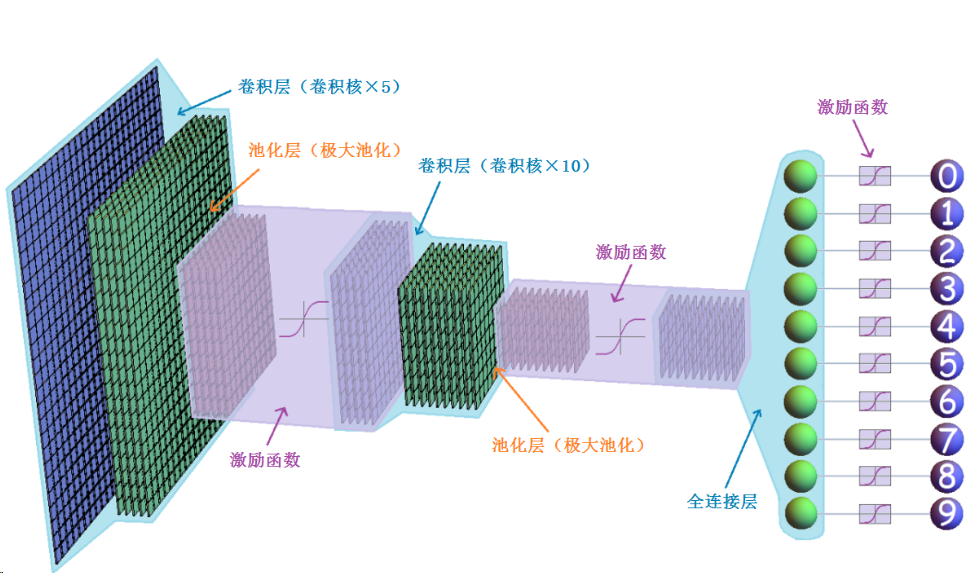 卷积层（卷积核×5）
池化层（极大池化）
卷积层（卷积核×10）
激励函数
激励函数
激励函数
池化层（极大池化）
全连接层
0
1
2
3
4
5
6
7
8
9